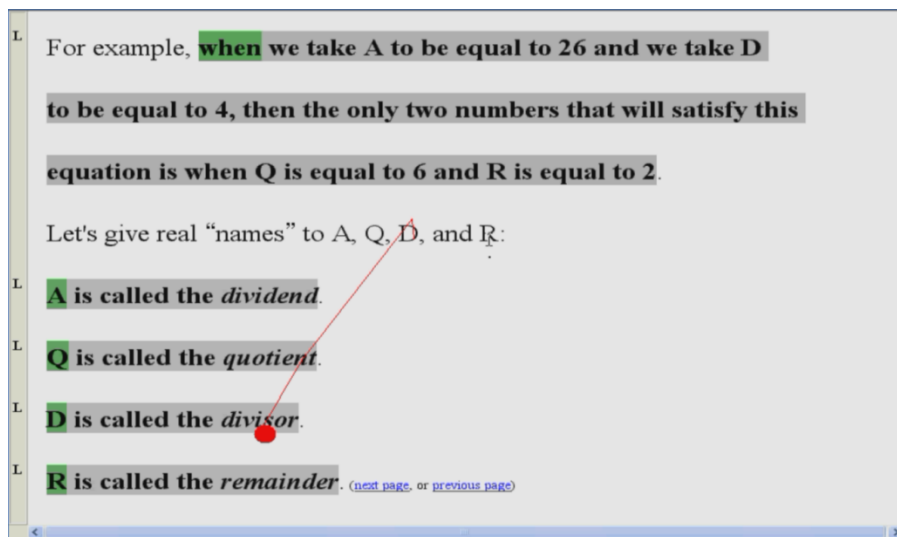 L
For example, when we take A to be equal to 26 and we take D
to be equal to 4, then the only two numbers that will satisfy this
equation is when Q is equal to 6 and R is equal to 2.
Let's give real “names” to A, Q, D, and R:
L
A is called the dividend.
L
Q is called the quotient.
L
D is called the divisor.
L
R is called the remainder. (next page, or previous page)